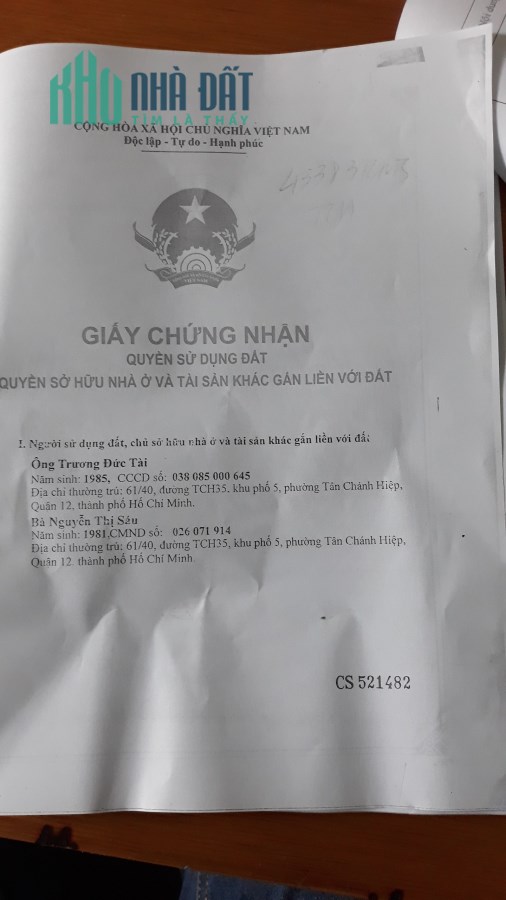 KHO NHÀ ĐẤT
TÌM LÀ THẤY
CỘNG HÒA XÃ HỘI CHỦ NGHĨA VIỆT NAM
Độc lập - Tự do - Hạnh phúc
VIỆT NAM
GIẤY CHỨNG NHẬN
QUYỀN SỬ DỤNG ĐẤT
QUYỀN SỞ HỮU NHÀ Ở VÀ TÀI SẢN KHÁC GẮN LIỀN VỚI ĐẤT
I. Người sử dụng đất, chủ sở hữu nhà ở và tài sản khác gắn liền với đất
Ông Trương Đức Tài
Năm sinh: 1985, CCCD số: 038 085 000 645
Địa chỉ thường trú: 61/40, đường TCH35, khu phố 5, phường Tân Chánh Hiệp,
Quận 12, thành phố Hồ Chí Minh.
Bà Nguyễn Thị Sáu
Năm sinh: 1981,CMND số: 026 071 914
Địa chỉ thường trú: 61/40, đường TCH35, khu phố 5, phường Tân Chánh Hiệp,
Quận 12, thành phố Hồ Chí Minh
CS 521482